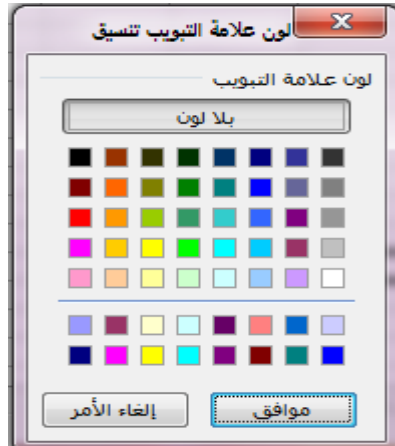 لون علامة التبويب تنسيق
لون علامة التبويب
بلا لون
موافق
إلغاء الأمر